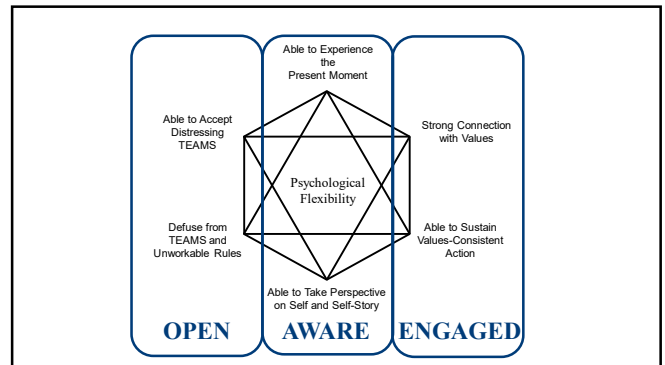 Able to Experience
the
Present Moment
Able to Accept
Distressing
TEAMS
Strong Connection
with Values
Psychological
Flexibility
Defuse from
TEAMS and
Unworkable Rules
Able to Sustain
Values-Consistent
Action
Able to Take Perspective
on Self and Self-Story
OPEN
AWARE
ENGAGED